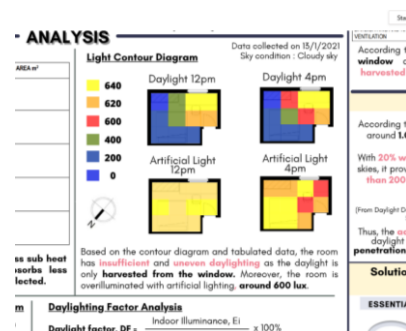 Sta
ANALYSIS
AREA m²
ss sub heat
sorbs less
lected.
m
Light Contour Diagram
Data collected on 13/1/2021
Sky condition : Cloudy sky
640
620
600
400
200
0
Daylight 12pm
Daylight 4pm
Artificial Light
12pm
Artificial Light
4pm
N
Based on the contour diagram and tabulated data, the room
has insufficient and uneven daylighting as the daylight is
only harvested from the window. Moreover, the room is
overilluminated with artificial lighting, around 600 lux.
Daylighting Factor Analysis
Daylight factor, DF =
Indoor Illuminance, Ei
x 100%
VENTILATION
According t
window
harvested
According t
around 1.
With 20% w
skies, it prov
than 200
(From Daylight D
Thus, the
daylight
penetration
Solutio
ESSENTIA